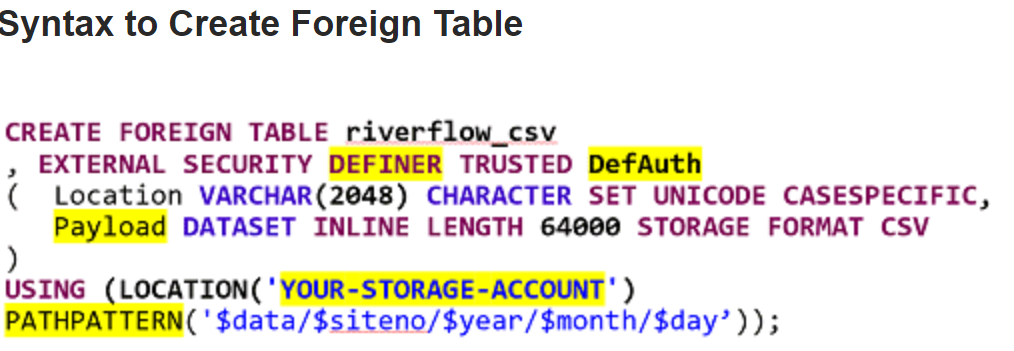 Syntax to Create Foreign Table
CREATE FOREIGN TABLE riverflow_csv
, EXTERNAL SECURITY DEFINER TRUSTED DefAuth
( Location VARCHAR(2048) CHARACTER SET UNICODE CASESPECIFIC,
Payload DATASET INLINE LENGTH 64000 STORAGE FORMAT CSV
)
USING (LOCATION('YOUR-STORAGE-ACCOUNT')
PATHPATTERN('$data/$siteno/$year/$month/$day’));